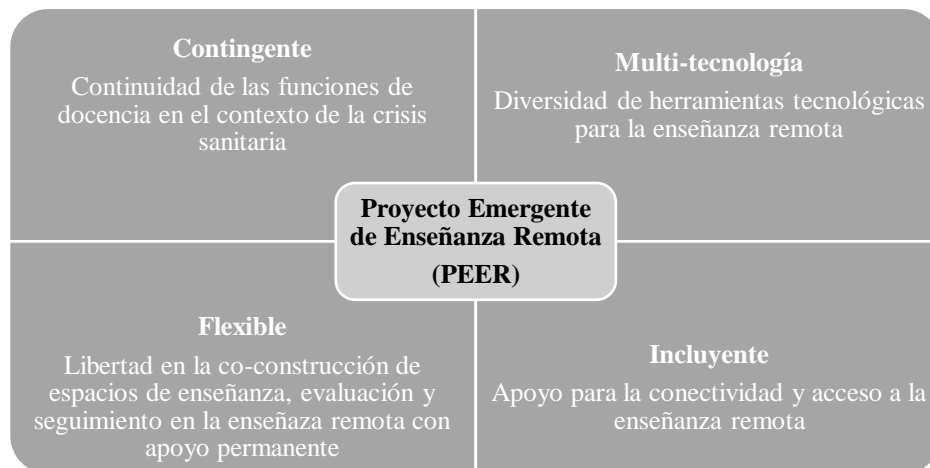 Contingente
Continuidad de las funciones de
docencia en el contexto de la crisis
sanitaria
Multi-tecnología
Diversidad de herramientas tecnológicas
para la enseñanza remota
Proyecto Emergente
de Enseñanza Remota
(PEER)
Flexible
Libertad en la co-construcción de
espacios de enseñanza, evaluación y
seguimiento en la enseñaza remota con
apoyo permanente
Incluyente
Apoyo para la conectividad y acceso a la
enseñanza remota